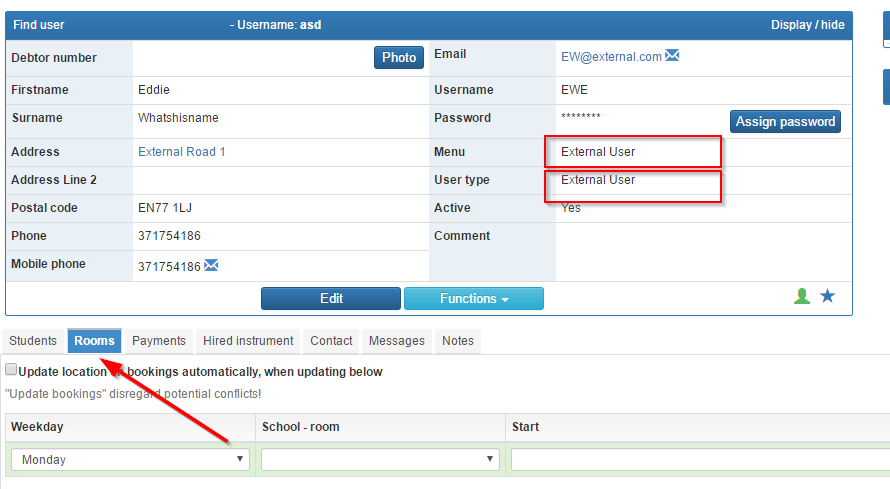 Find user - Username: asd Display / hide
Debtor number Photo Email EW@external.com
Firstname Eddie Username EWE
Surname Whatshisname Password ******** Assign password
Address External Road 1 Menu External User
Address Line 2 User type External User
Postal code EN77 1LJ Active Yes
Phone 371754186 Comment
Mobile phone 371754186
Edit Functions
Students Rooms Payments Hired instrument Contact Messages Notes
Update location bookings automatically, when updating below
"Update bookings" disregard potential conflicts!
Weekday School - room Start
Monday